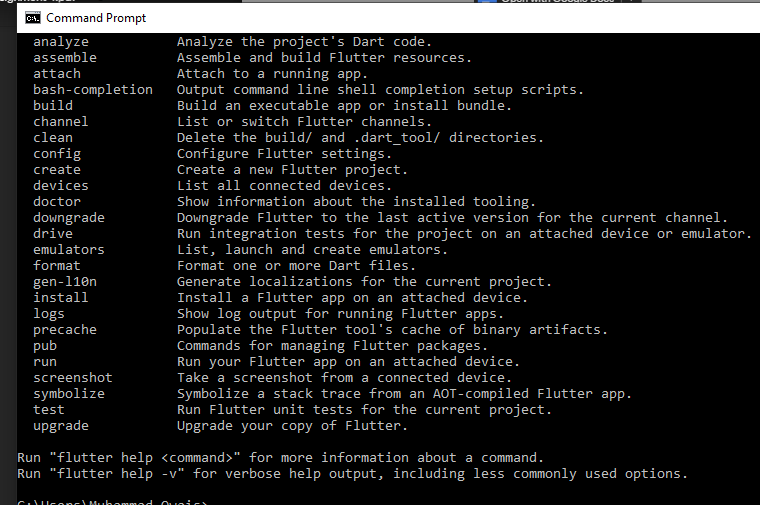 Command Prompt
analyze Analyze the project's Dart code.
assemble Assemble and build Flutter resources.
attach Attach to a running app.
bash-completion Output command line shell completion setup scripts.
build Build an executable app or install bundle.
channel List or switch Flutter channels.
clean Delete the build/ and .dart_tool/ directories.
config Configure Flutter settings.
create Create a new Flutter project.
devices List all connected devices.
doctor Show information about the installed tooling.
downgrade Downgrade Flutter to the last active version for the current channel.
drive Run integration tests for the project on an attached device or emulator.
emulators List, launch and create emulators.
format Format one or more Dart files.
gen-l10n Generate localizations for the current project.
install Install a Flutter app on an attached device.
logs Show log output for running Flutter apps.
precache Populate the Flutter tool's cache of binary artifacts.
pub Commands for managing Flutter packages.
run Run your Flutter app on an attached device.
screenshot Take a screenshot from a connected device.
symbolize Symbolize a stack trace from an AOT-compiled Flutter app.
test Run Flutter unit tests for the current project.
upgrade Upgrade your copy of Flutter.
Run "flutter help <command>" for more information about a command.
Run "flutter help -v" for verbose help output, including less commonly used options.
C:\Users\Muhammad Owais>